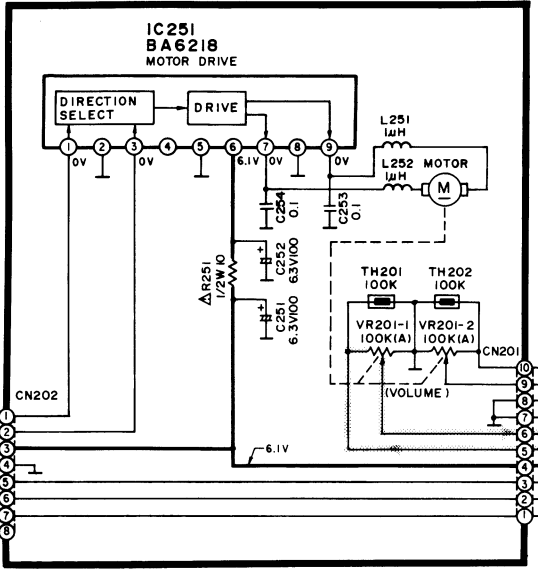 IC251
BA6218
MOTOR DRIVE
DIRECTION
SELECT
DRIVE
1 2 3 4 5 6 7 8 9
0V 0V 6.1V 0V 0V
L251
1μH
L252
1μH
MOTOR
M
C254
0.1
C253
0.1
+
C252
6.3V100
R251
1/2W10
+
C251
6.3V100
TH201
100K
TH202
100K
VR201-1
100K(A)
VR201-2
100K(A)
CN201
(VOLUME)
CN202
1
2
3
4
5
6
7
8
6.1V
10
9
8
7
6
5
4
3
2
1